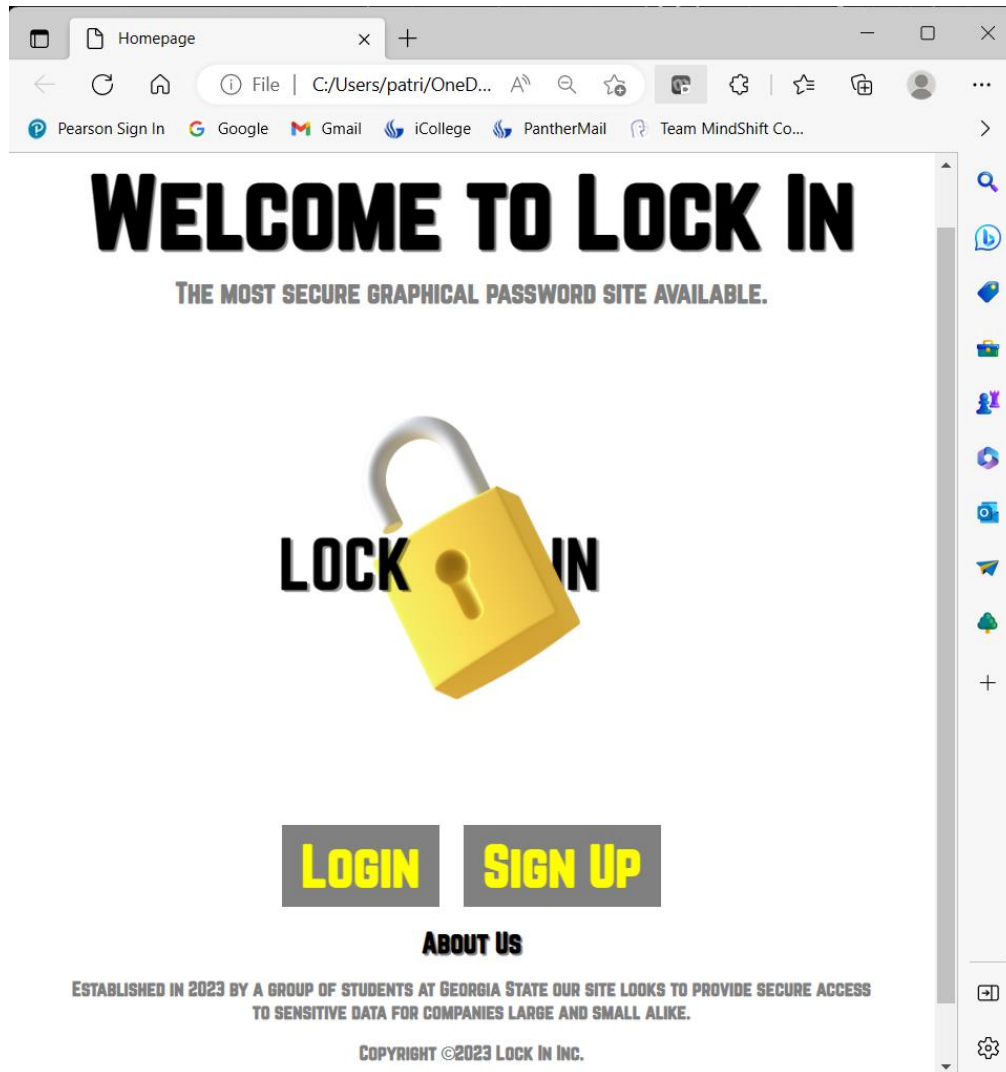 Homepage
File | C:/Users/patri/OneD...
Pearson Sign In Google Gmail iCollege PantherMail Team MindShift Co...
Welcome to Lock In
The most secure graphical password site available.
LOCK IN
Login Sign Up
About Us
Established in 2023 by a group of students at Georgia State our site looks to provide secure access
to sensitive data for companies large and small alike.
Copyright ©2023 Lock In Inc.